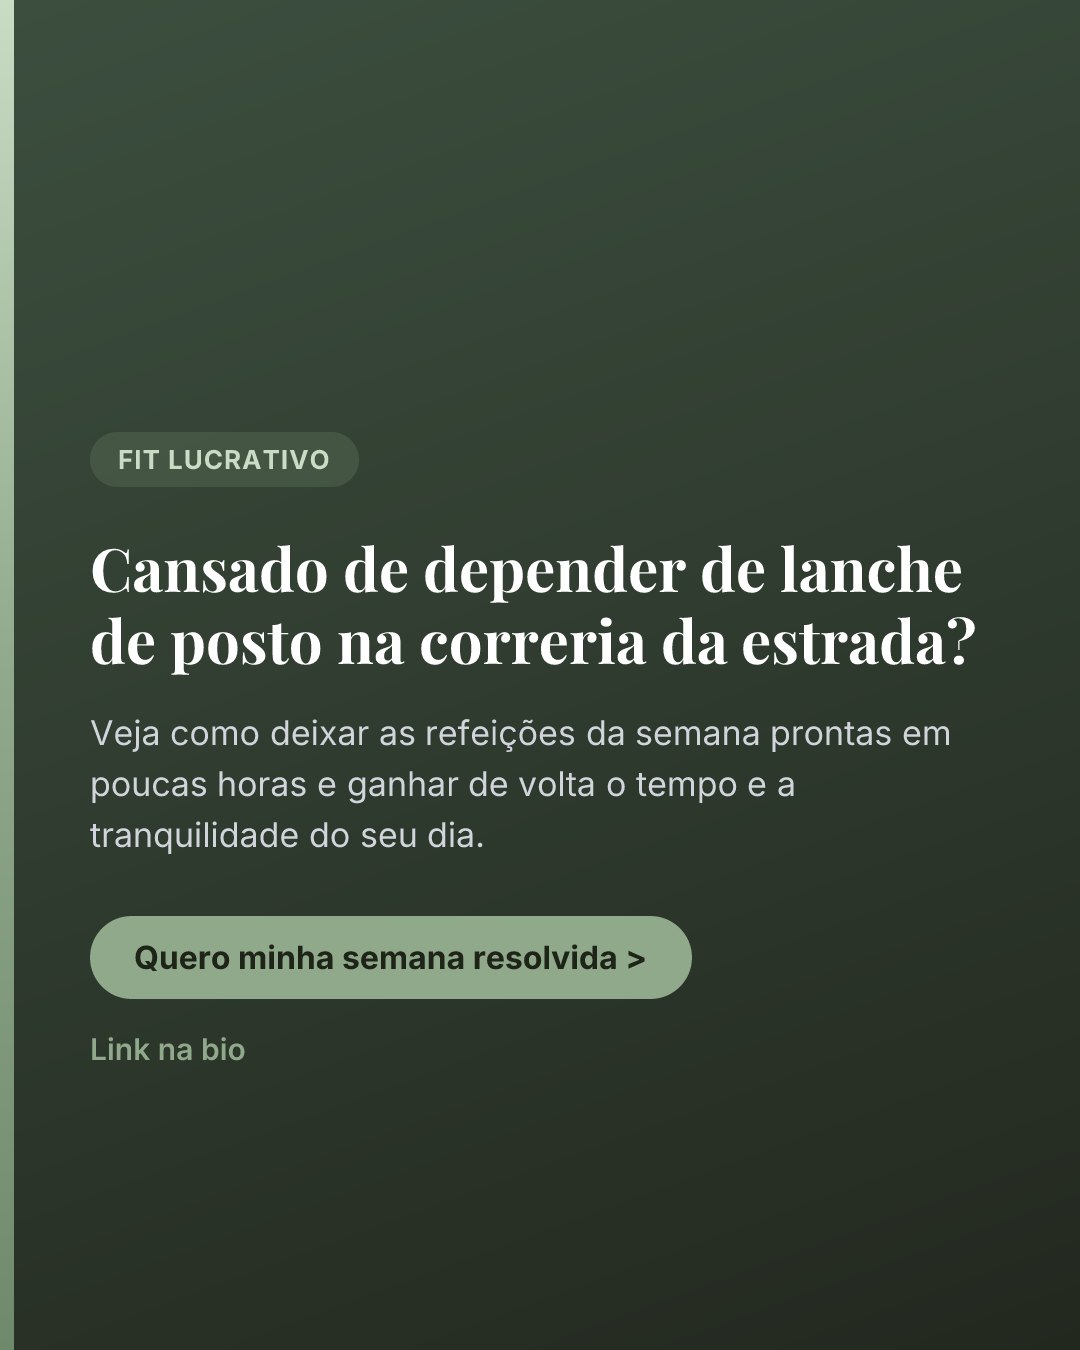 FIT LUCRATIVO
Cansado de depender de lanche
de posto na correria da estrada?
Veja como deixar as refeições da semana prontas em
poucas horas e ganhar de volta o tempo e a
tranquilidade do seu dia.
Quero minha semana resolvida >
Link na bio